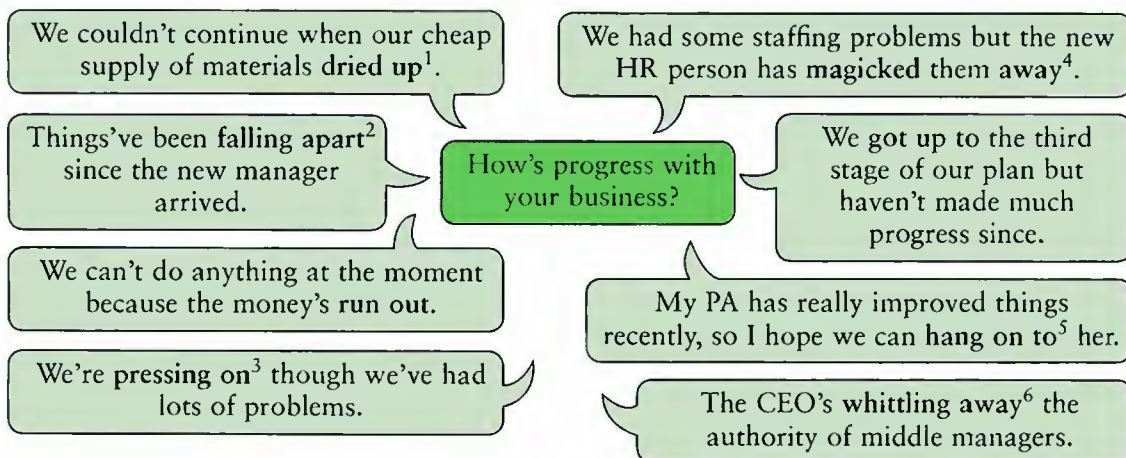 We couldn't continue when our cheap
supply of materials dried up¹.
Things've been falling apart²
since the new manager
arrived.
We can't do anything at the moment
because the money's run out.
We're pressing on³ though we've had
lots of problems.
How's progress with
your business?
We had some staffing problems but the new
HR person has magicked them away⁴.
We got up to the third
stage of our plan but
haven't made much
progress since.
My PA has really improved things
recently, so I hope we can hang on to⁵ her.
The CEO's whittling away⁶ the
authority of middle managers.